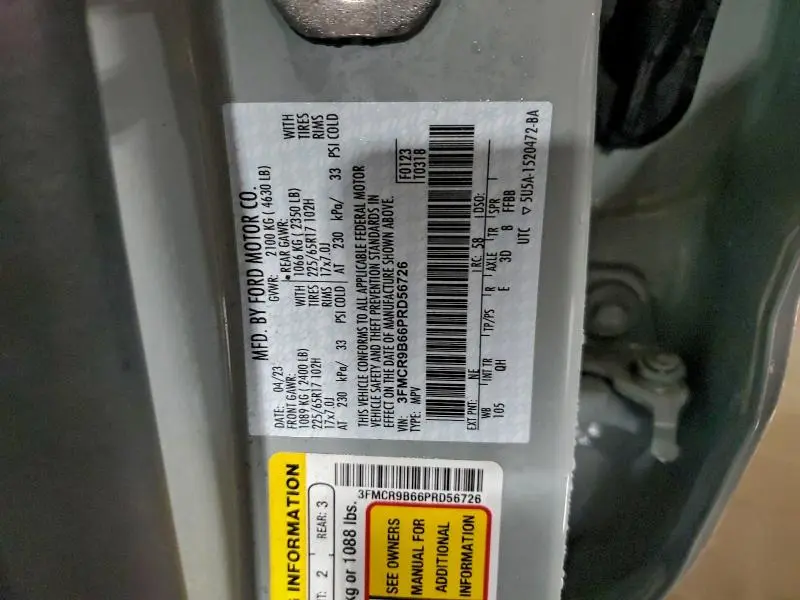 MFD. BY FORD MOTOR CO.
DATE: 04/23 GVWR: 2100 KG ( 4630 LB)
FRONT GAWR: REAR GAWR:
1089 KG ( 2400 LB) WITH 1066 KG ( 2350 LB) WITH
225/65R17 102H TIRES 225/65R17 102H TIRES
17x7.0J RIMS 17x7.0J RIMS
AT 230 kPa/ 33 PSI COLD AT 230 kPa/ 33 PSI COLD
THIS VEHICLE CONFORMS TO ALL APPLICABLE FEDERAL MOTOR
VEHICLE SAFETY AND THEFT PREVENTION STANDARDS IN
EFFECT ON THE DATE OF MANUFACTURE SHOWN ABOVE.
VIN: 3FMCR9B66PRD56726 F0123
TYPE: MPV T0318
EXT PNT: NE RC: 58 DSO:
WB INT TR TP/PS R AXLE TR SPR
105 QH E 3D 8 FFBB
UTC ▽ 5U5A-1520472-BA
3FMCR9B66PRD56726
INFORMATION
2 REAR: 3
kg or 1088 lbs.
SEE OWNERS
MANUAL FOR
ADDITIONAL
INFORMATION